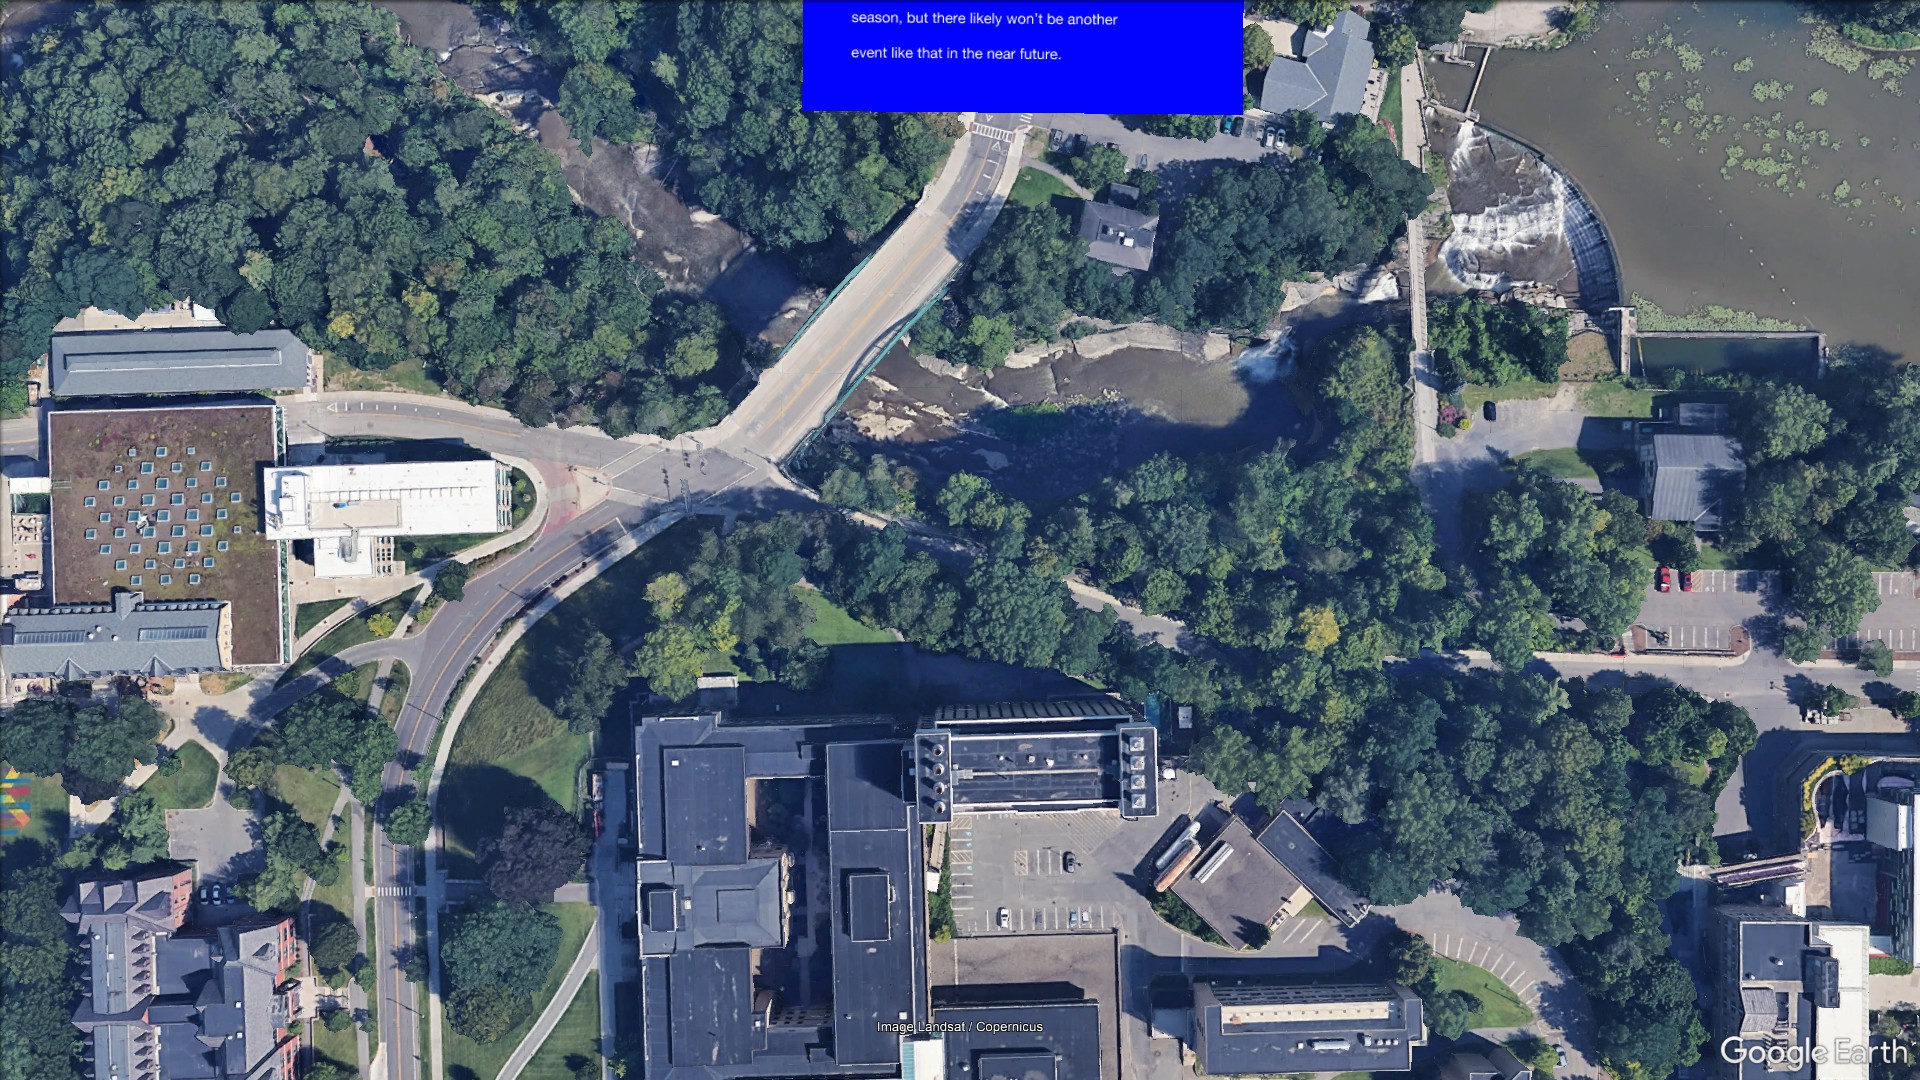 season, but there likely won't be another
event like that in the near future.
Image Landsat / Copernicus
Google Earth